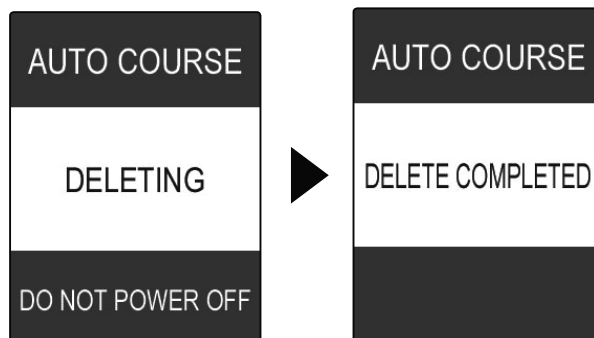 AUTO COURSE
DELETING
DO NOT POWER OFF
AUTO COURSE
DELETE COMPLETED